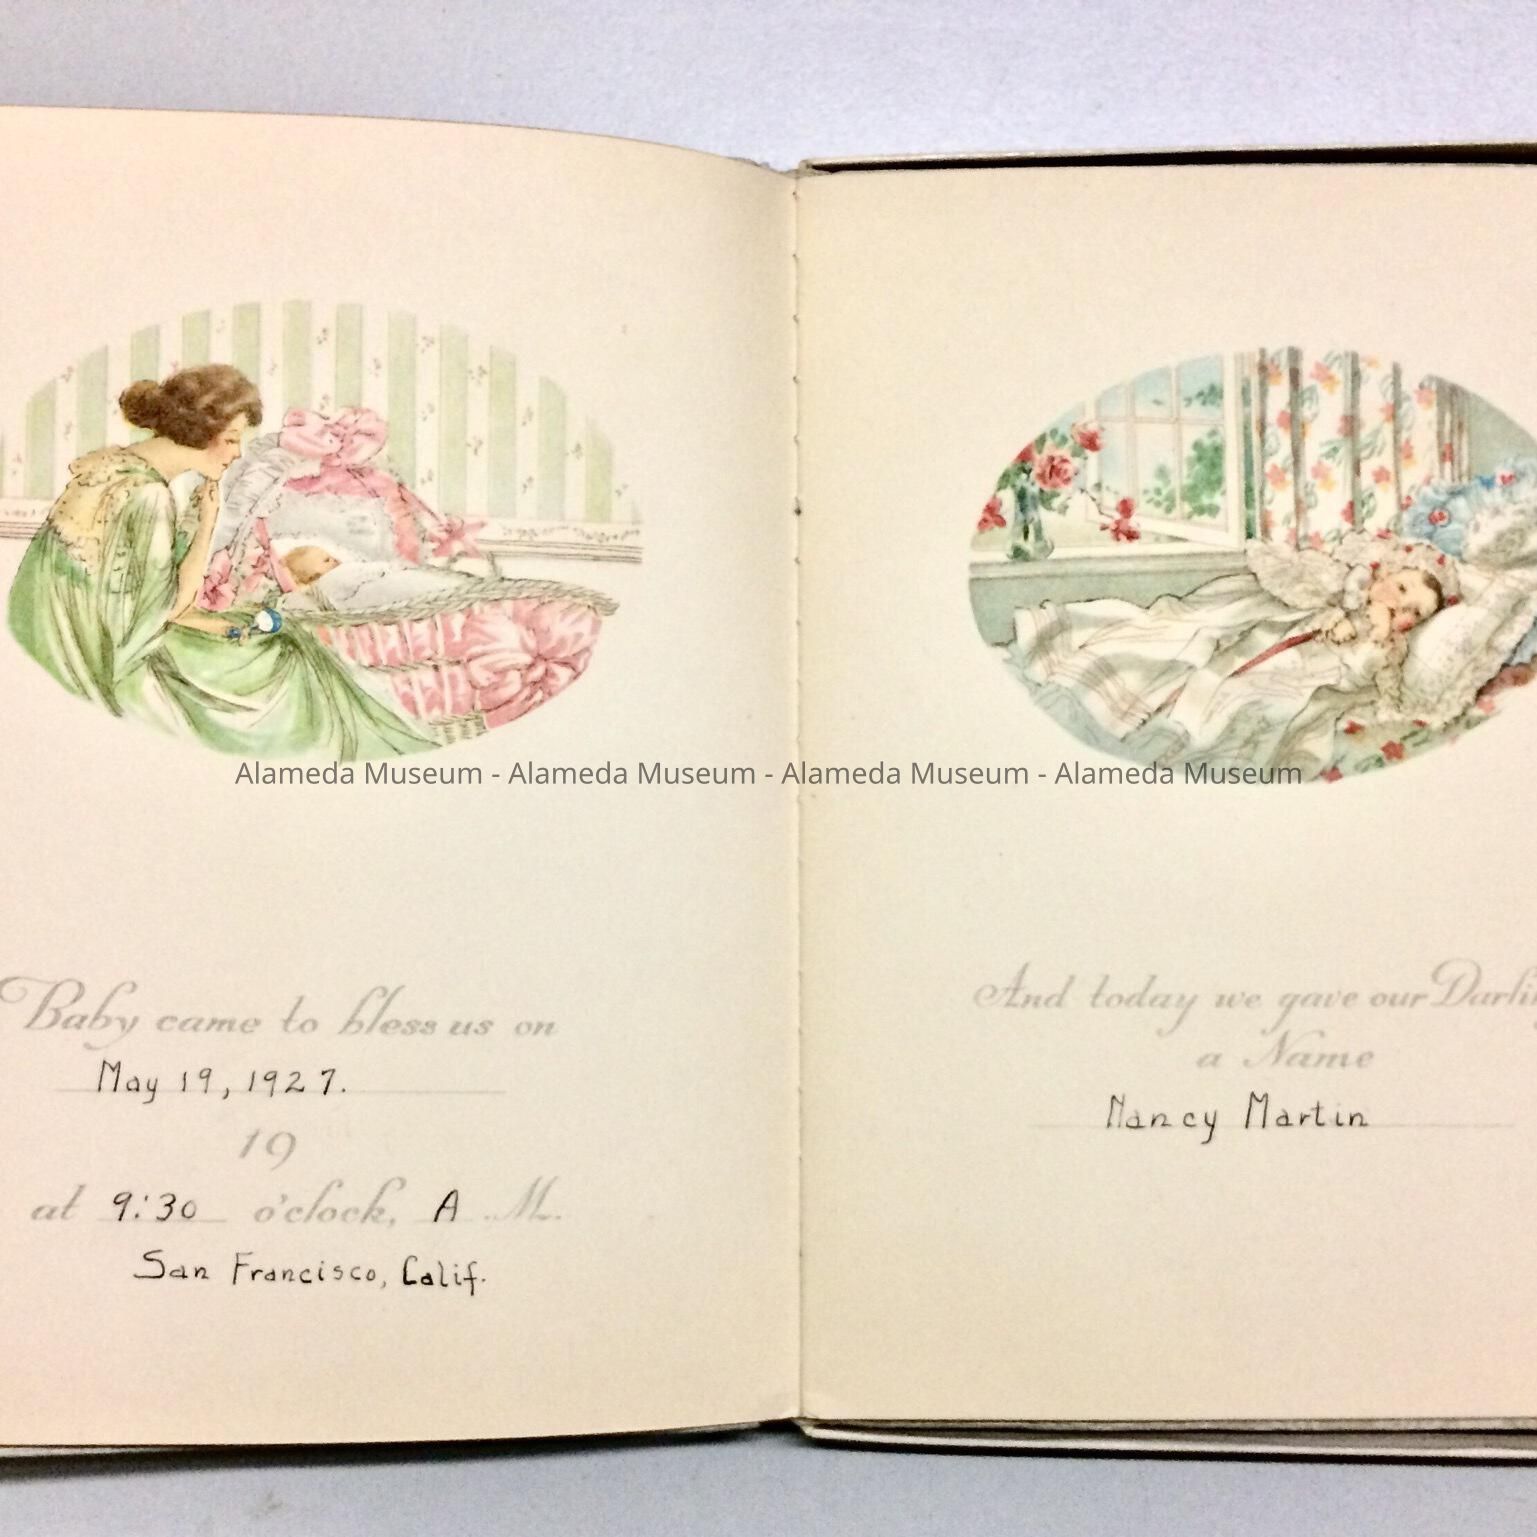 Baby came to bless us on
May 19, 1927.
19
at 9:30 o'clock, A M.
San Francisco, Calif.
And today we gave our Darlin
a Name
Nancy Martin
Alameda Museum - Alameda Museum - Alameda Museum - Alameda Museum